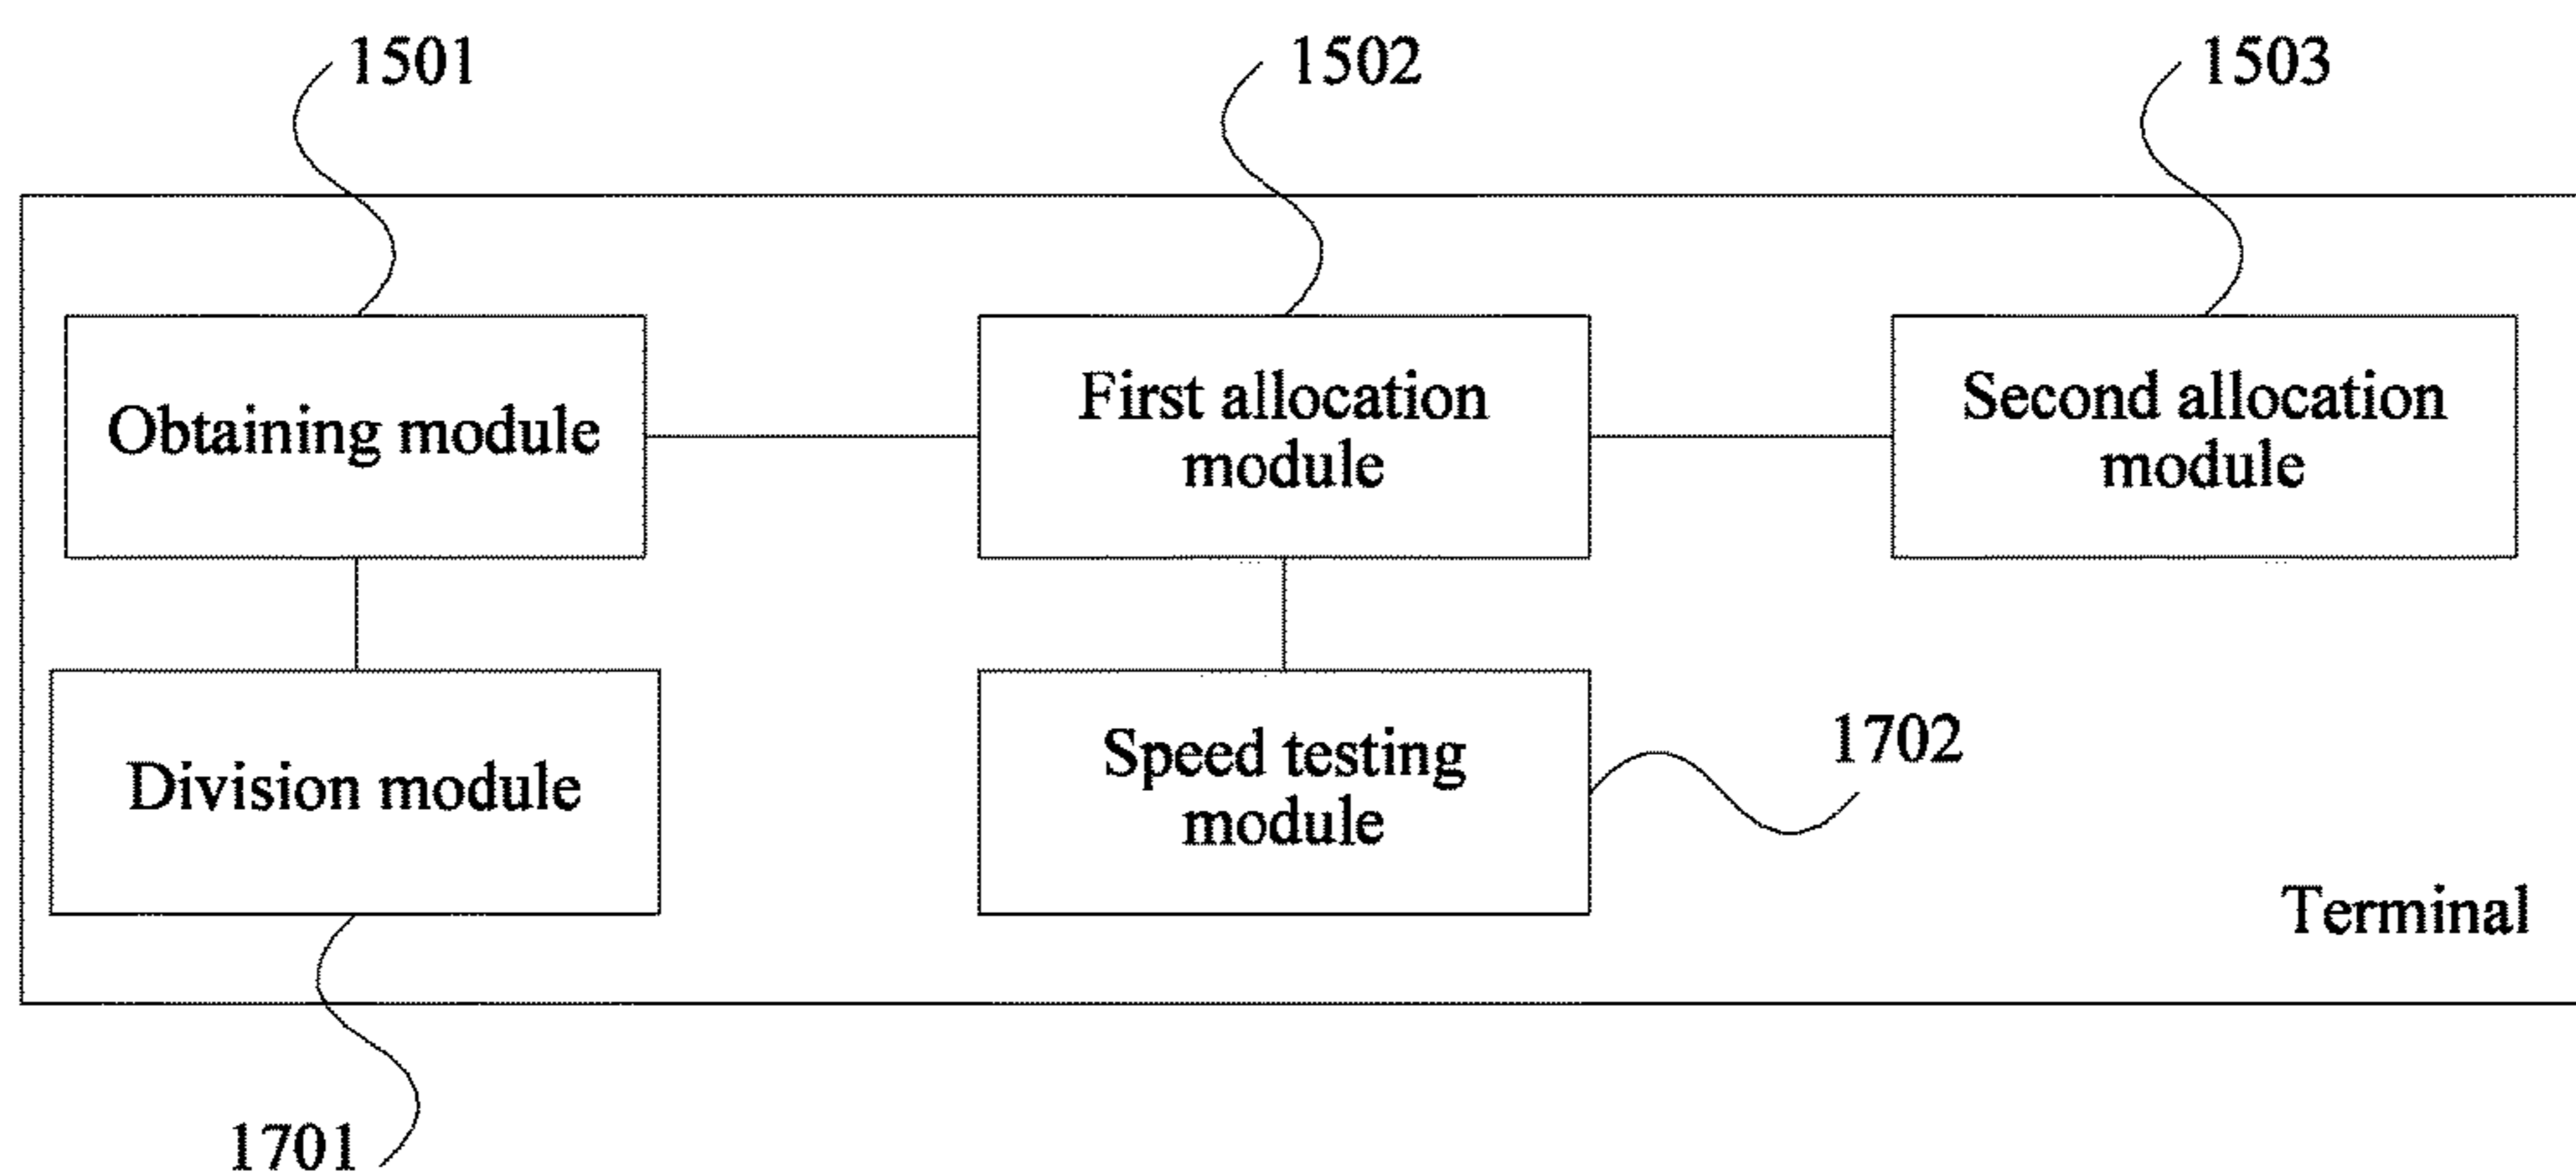 1501
1502
1503
Obtaining module
First allocation
module
Second allocation
module
Division module
Speed testing
module
1702
Terminal
1701